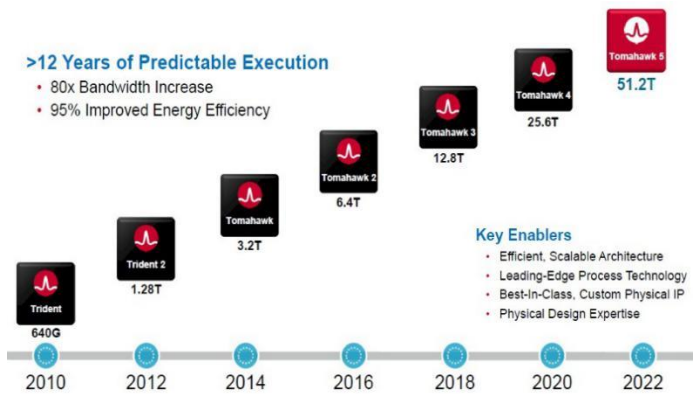 >12 Years of Predictable Execution
• 80x Bandwidth Increase
• 95% Improved Energy Efficiency
Trident
640G
Trident 2
1.28T
Tomahawk
3.2T
Tomahawk 2
6.4T
Tomahawk 3
12.8T
Tomahawk 4
25.6T
Tomahawk 5
51.2T
Key Enablers
• Efficient, Scalable Architecture
• Leading-Edge Process Technology
• Best-In-Class, Custom Physical IP
• Physical Design Expertise
2010 2012 2014 2016 2018 2020 2022